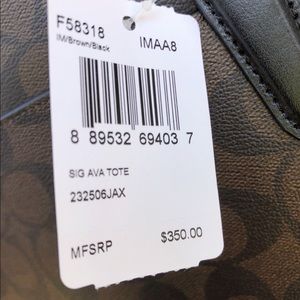 F58318
IM/Brown/Black
IMAA8
8 89532 69403 7
SIG AVA TOTE
232506JAX
MFSRP $350.00